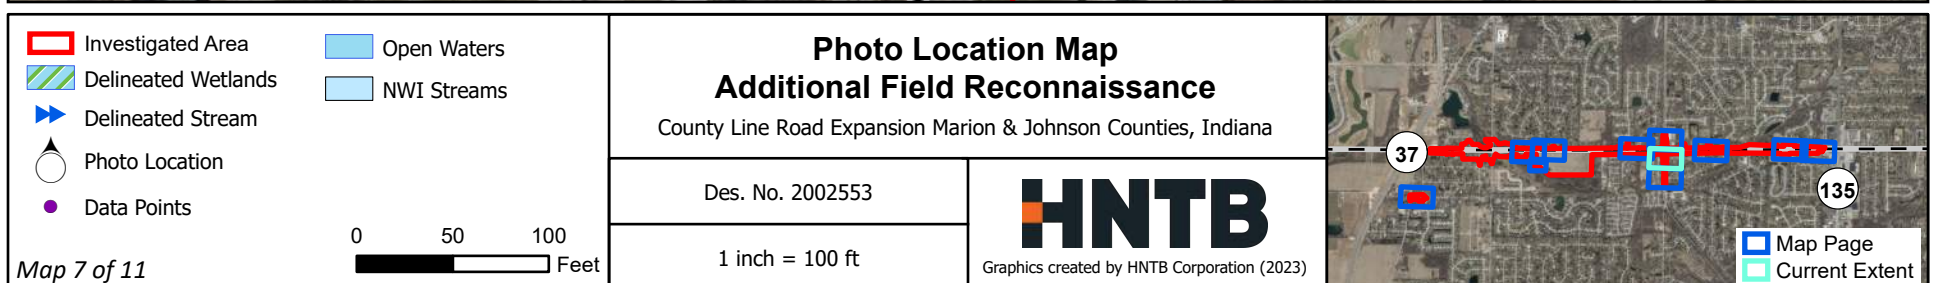 Investigated Area
Delineated Wetlands
Delineated Stream
Photo Location
Data Points
Open Waters
NWI Streams
0 50 100
Feet
Map 7 of 11
Photo Location Map
Additional Field Reconnaissance
County Line Road Expansion Marion & Johnson Counties, Indiana
Des. No. 2002553
1 inch = 100 ft
HNTB
Graphics created by HNTB Corporation (2023)
37
135
Map Page
Current Extent